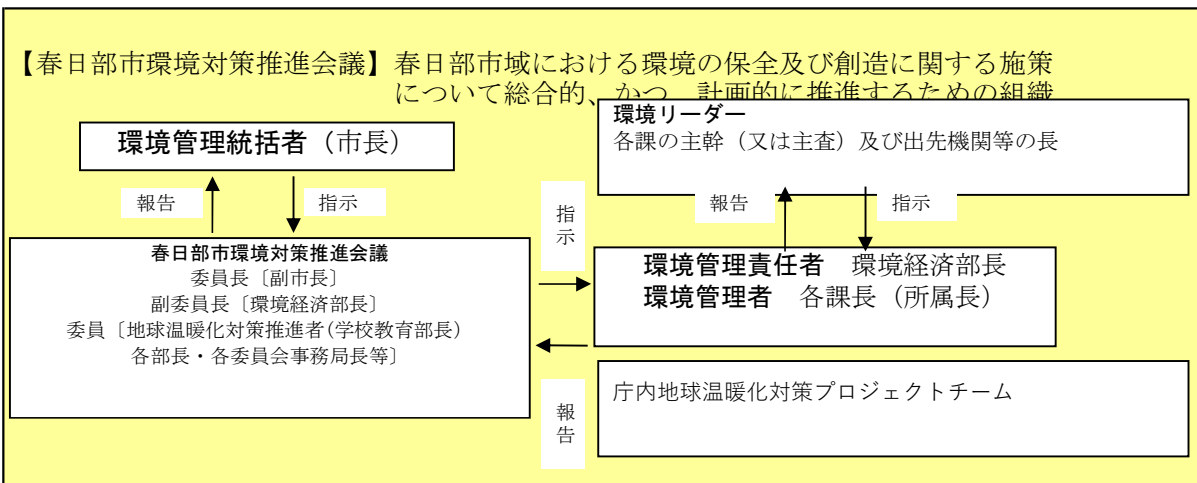 【春日部市環境対策推進会議】春日部市域における環境の保全及び創造に関する施策
について総合的、かつ、計画的に推進するための組織
環境管理統括者（市長）
報告
指示
春日部市環境対策推進会議
委員長〔副市長〕
副委員長〔環境経済部長〕
委員〔地球温暖化対策推進者(学校教育部長）
各部長・各委員会事務局長等〕
指示
報告
環境リーダー
各課の主幹（又は主査）及び出先機関等の長
報告
指示
環境管理責任者　環境経済部長
環境管理者　各課長（所属長）
庁内地球温暖化対策プロジェクトチーム